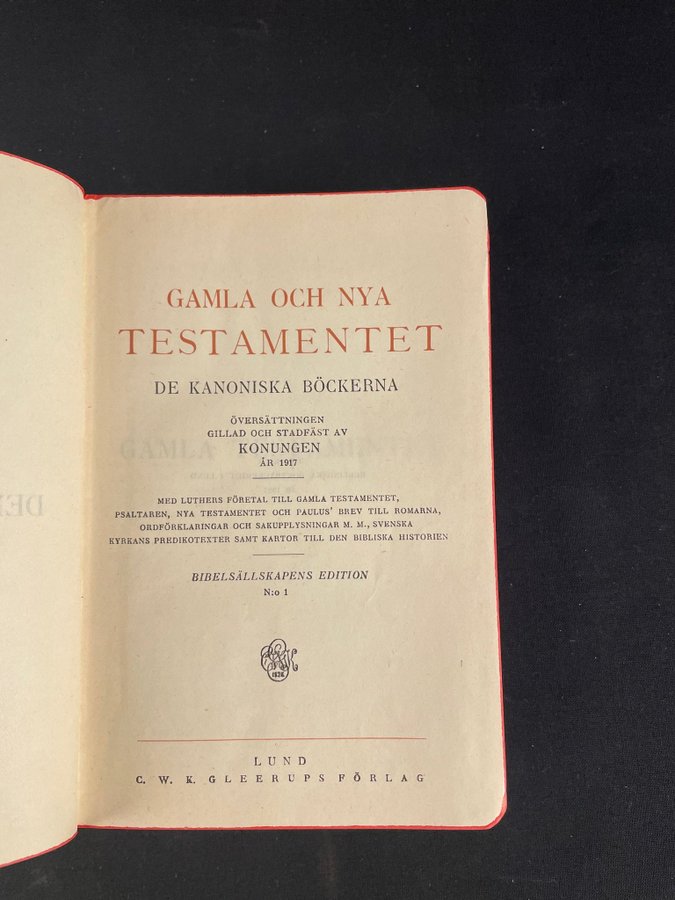 GAMLA OCH NYA
TESTAMENTET
DE KANONISKA BÖCKERNA
ÖVERSÄTTNINGEN
GILLAD OCH STADFÄST AV
KONUNGEN
ÅR 1917
MED LUTHERS FÖRETAL TILL GAMLA TESTAMENTET,
PSALTAREN, NYA TESTAMENTET OCH PAULUS' BREV TILL ROMARNA,
ORDFÖRKLARINGAR OCH SAKUPPLYSNINGAR M. M., SVENSKA
KYRKANS PREDIKOTEXTER SAMT KARTOR TILL DEN BIBLISKA HISTORIEN
BIBELSÄLLSKAPENS EDITION
N:o 1
1826
LUND
C. W. K. GLEERUPS FÖRLAG